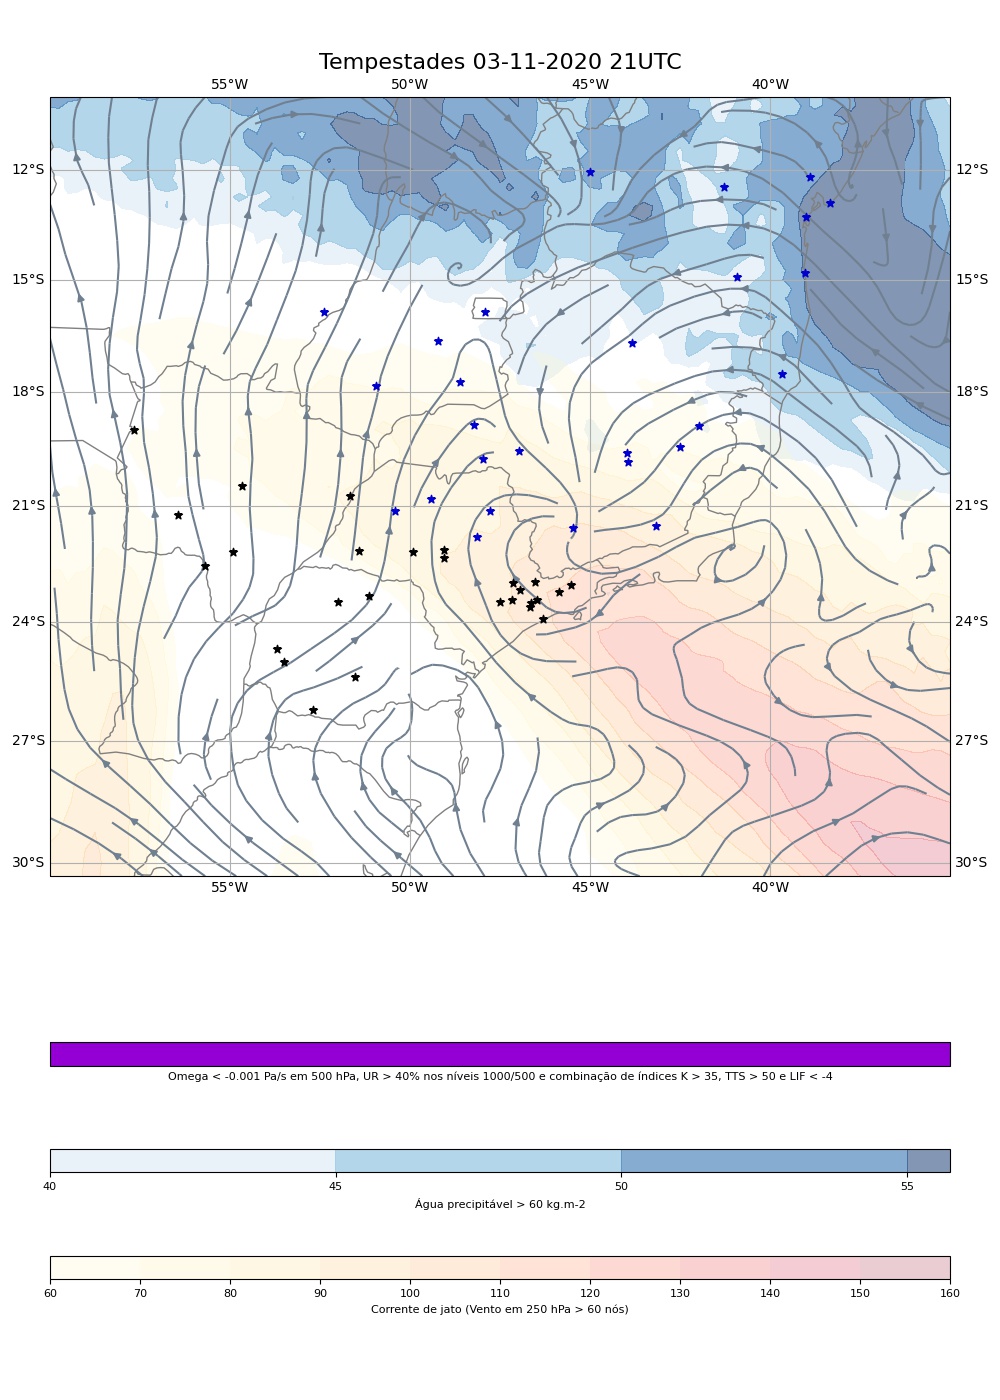 Tempestades 03-11-2020 21UTC
55°W 50°W 45°W 40°W
12°S 12°S
15°S 15°S
18°S 18°S
21°S 21°S
24°S 24°S
27°S 27°S
30°S 30°S
55°W 50°W 45°W 40°W
Omega < -0.001 Pa/s em 500 hPa, UR > 40% nos níveis 1000/500 e combinação de índices K > 35, TTS > 50 e LIF < -4
40 45 50 55
Água precipitável > 60 kg.m-2
60 70 80 90 100 110 120 130 140 150 160
Corrente de jato (Vento em 250 hPa > 60 nós)